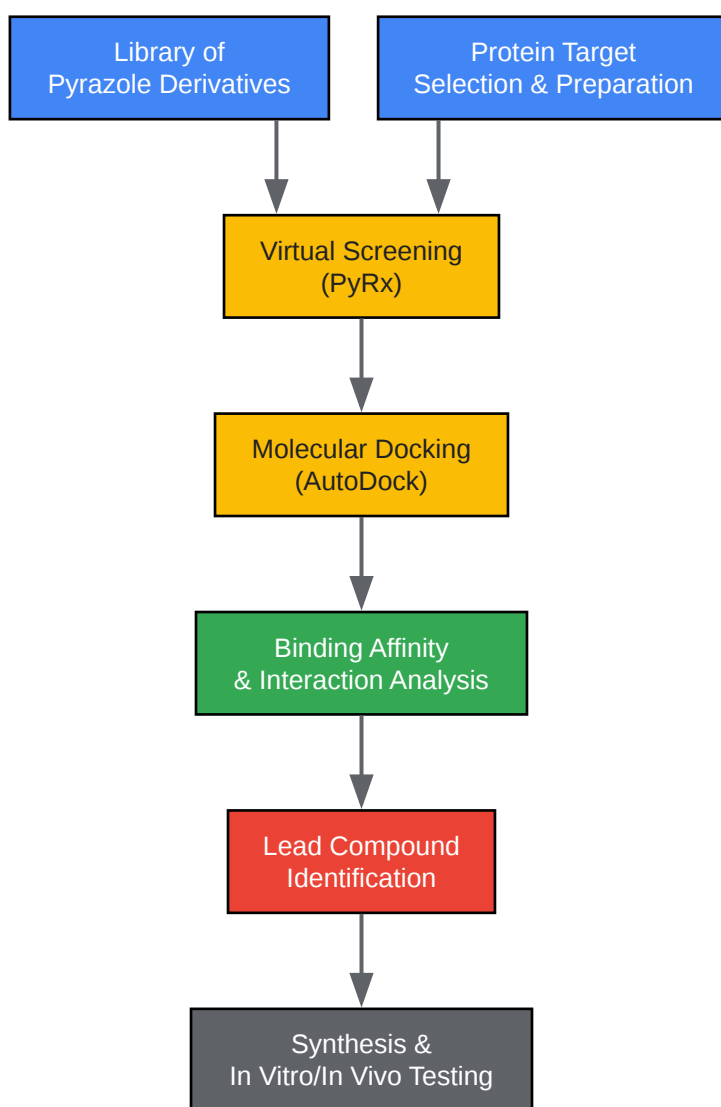 Library of
Pyrazole Derivatives
Protein Target
Selection & Preparation
Virtual Screening
(PyRx)
Molecular Docking
(AutoDock)
Binding Affinity
& Interaction Analysis
Lead Compound
Identification
Synthesis &
In Vitro/In Vivo Testing